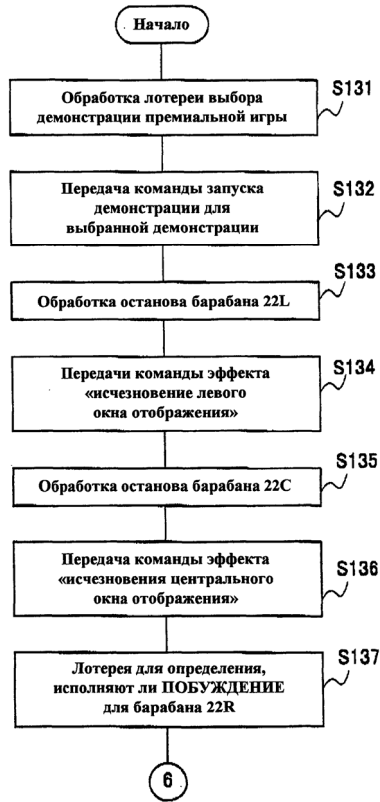 Начало
S131
Обработка лотереи выбора
демонстрации премиальной игры
S132
Передача команды запуска
демонстрации для
выбранной демонстрации
S133
Обработка останова барабана 22L
S134
Передачи команды эффекта
«исчезновение левого
окна отображения»
S135
Обработка останова барабана 22C
S136
Передача команды эффекта
«исчезновения центрального
окна отображения»
S137
Лотерея для определения,
исполняют ли ПОБУЖДЕНИЕ
для барабана 22R
6